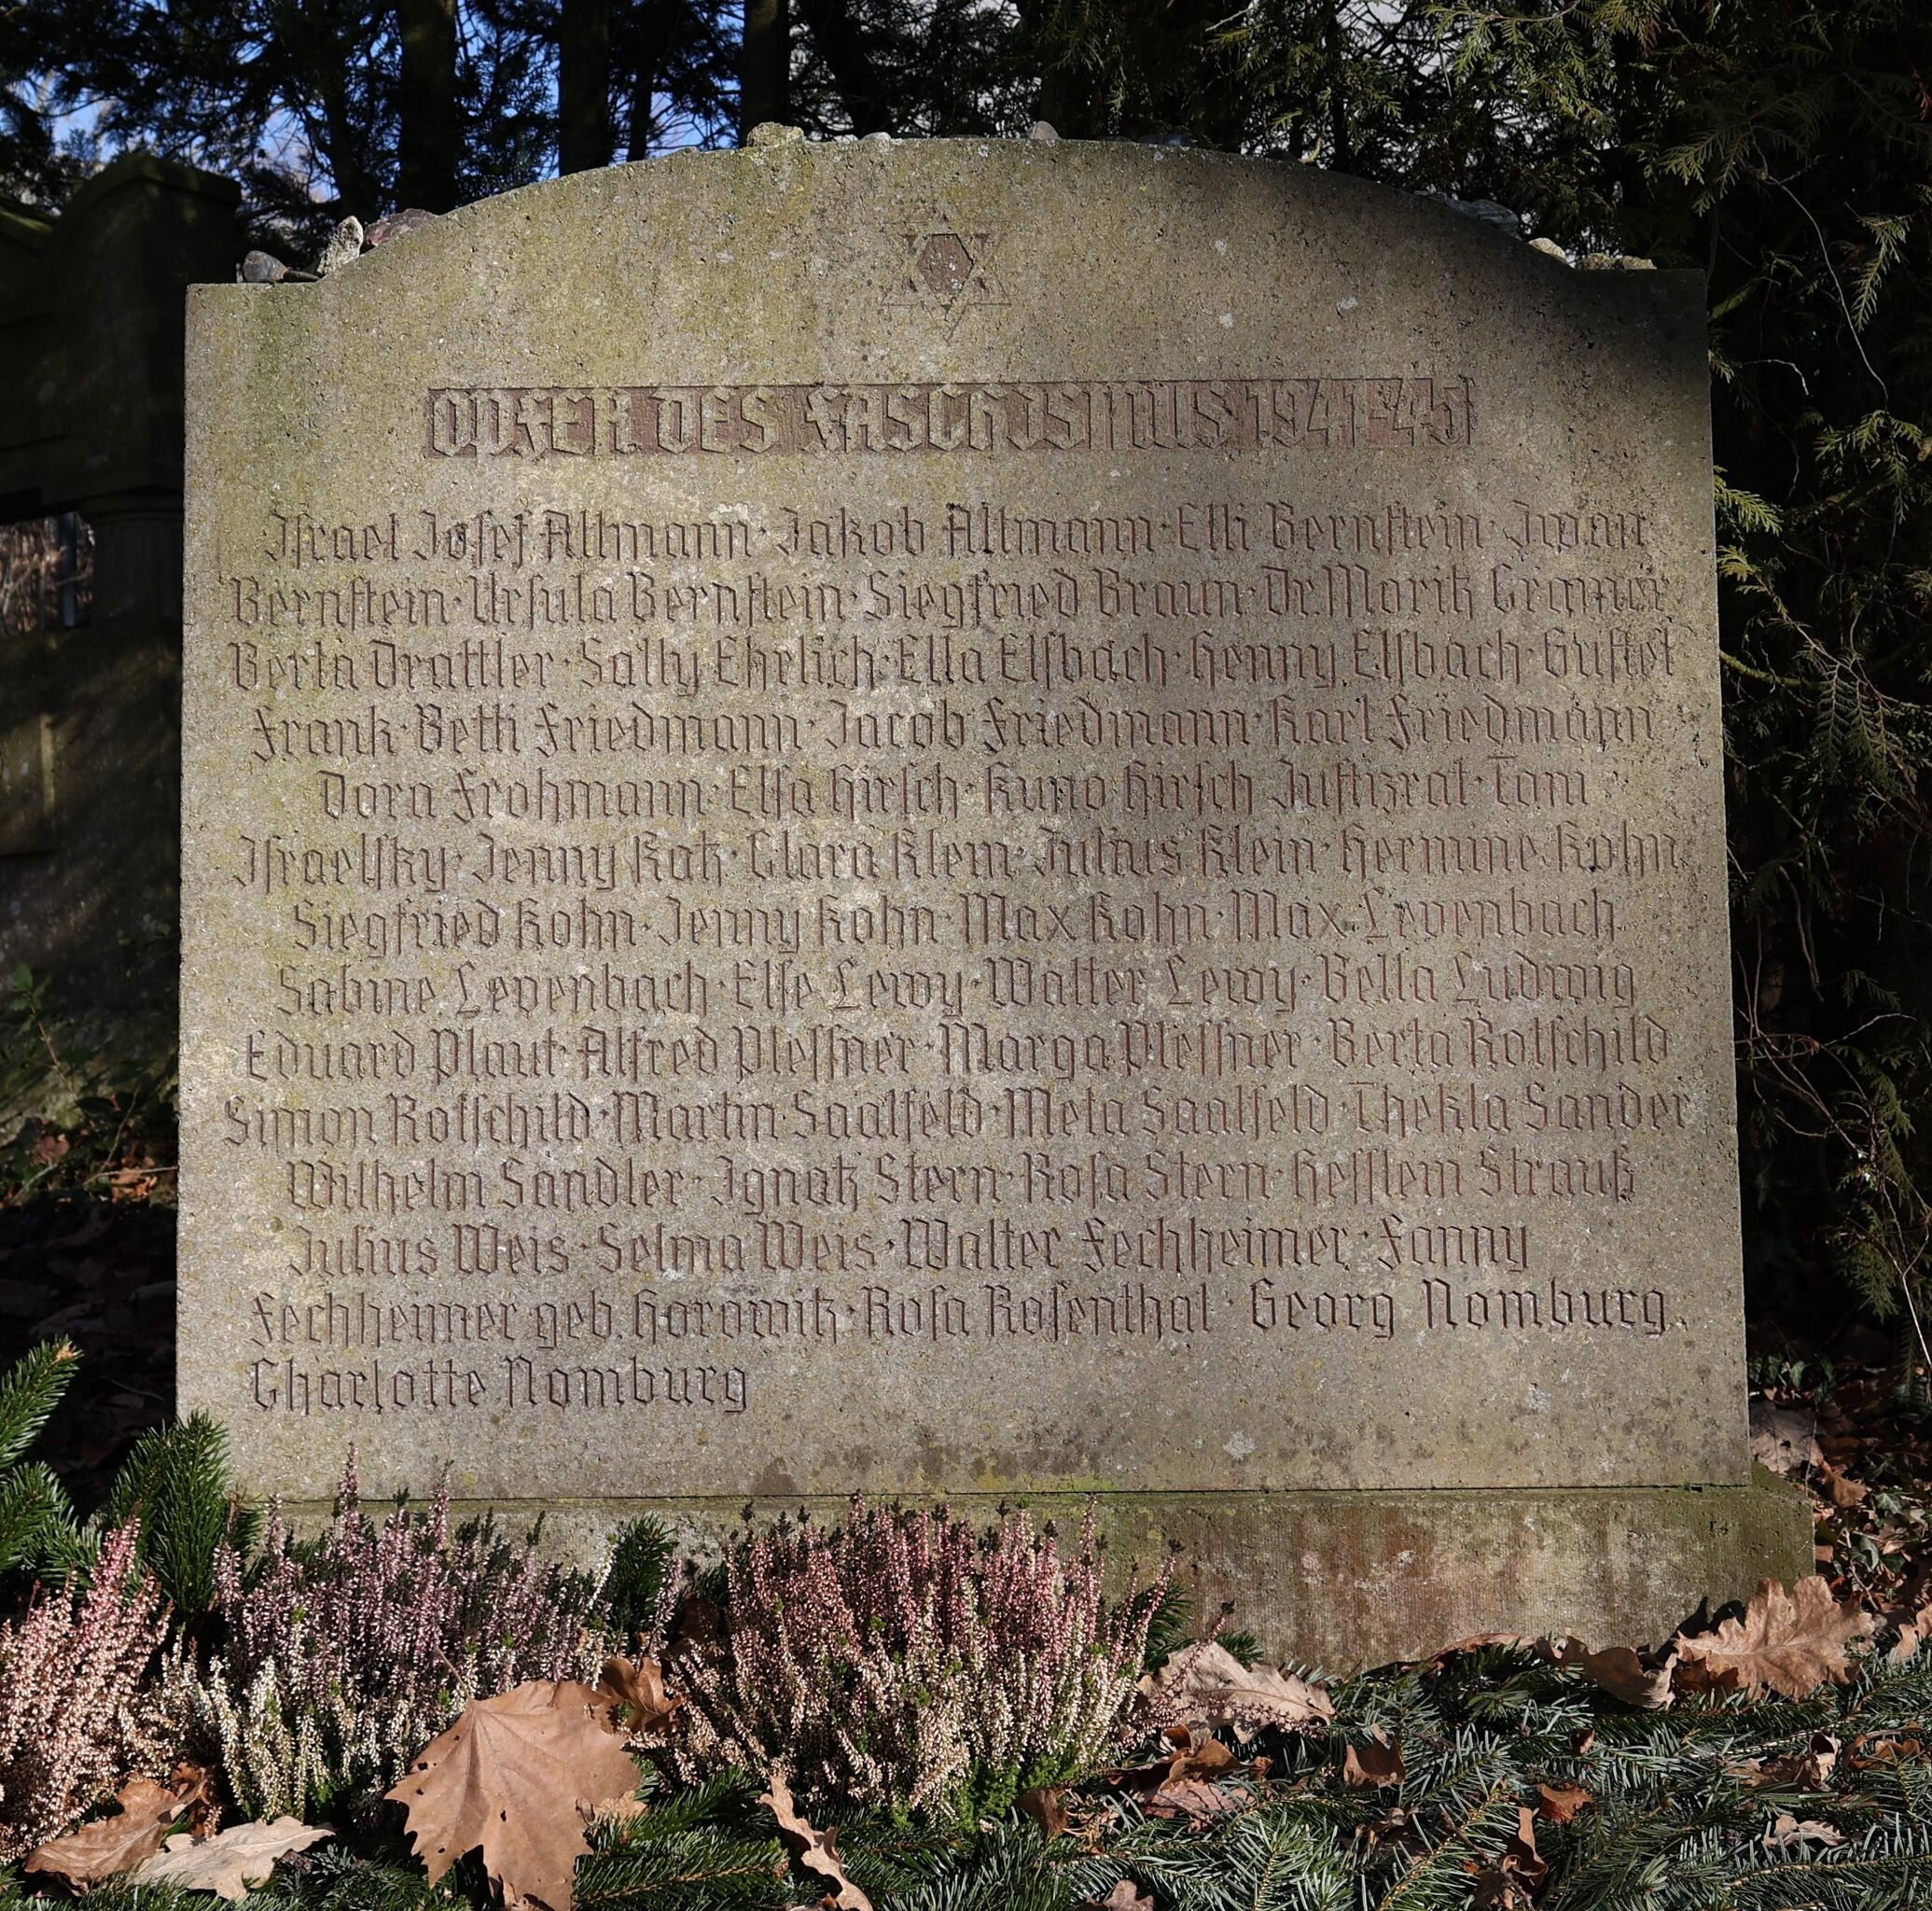 OPFER DES FASCHISMUS 1941-45
Israel Josef Altmann · Jakob Altmann · Elli Bernstein · Iwan
Bernstein · Ursula Bernstein · Siegfried Braun · Dr. Moritz Cramer
Berta Drattler · Sally Ehrlich · Ella Elsbach · Henny Elsbach · Gustel
Frank · Betti Friedmann · Jacob Friedmann · Karl Friedmann
Dora Frohmann · Elsa Hirsch · Kuno Hirsch Justizrat · Toni
Israelsky · Jenny Katz · Clara Klein · Julius Klein · Hermine Kohn
Siegfried Kohn · Jenny Kohn · Max Kohn · Max Levenbach
Sabine Levenbach · Else Lewy · Walter Lewy · Bella Ludwig
Eduard Plaut · Alfred Plessner · Marga Plessner · Berta Rotschild
Simon Rotschild · Martin Saalfeld · Meta Saalfeld · Thekla Sander
Wilhelm Sandler · Ignatz Stern · Rosa Stern · Hesslein Strauß
Julius Weis · Selma Weis · Walter Fechheimer · Fanny
Fechheimer geb. Horowitz · Rosa Rosenthal · Georg Nomburg.
Charlotte Nomburg